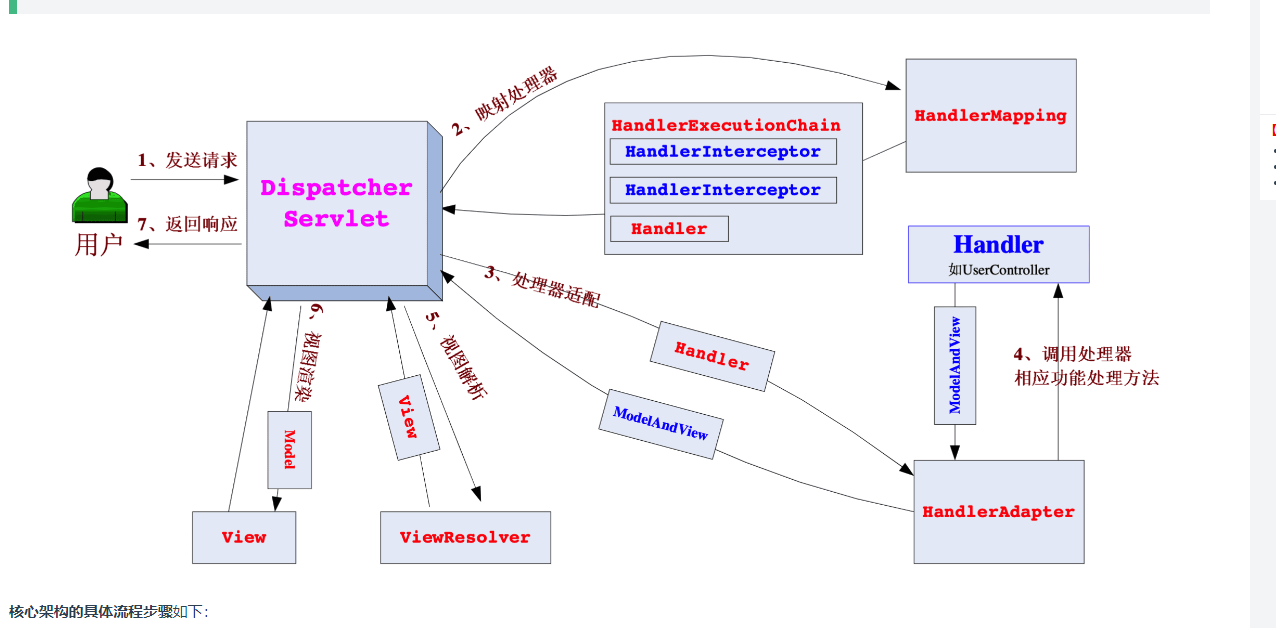 1、发送请求
7、返回响应
用户
Dispatcher
Servlet
2、映射处理器
HandlerExecutionChain
HandlerInterceptor
HandlerInterceptor
Handler
HandlerMapping
3、处理器适配
Handler
ModelAndView
Handler
如UserController
ModelAndView
4、调用处理器
相应功能处理方法
HandlerAdapter
5、视图解析
View
ViewResolver
6、视图渲染
Model
View
核心架构的具体流程步骤如下：